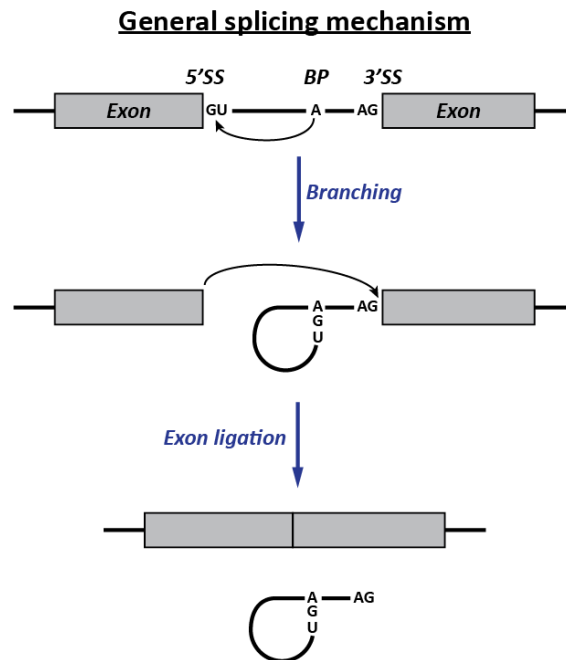 General splicing mechanism
5'SS BP 3'SS
Exon GU A AG Exon
Branching
A AG
G
U
Exon ligation
A AG
G
U